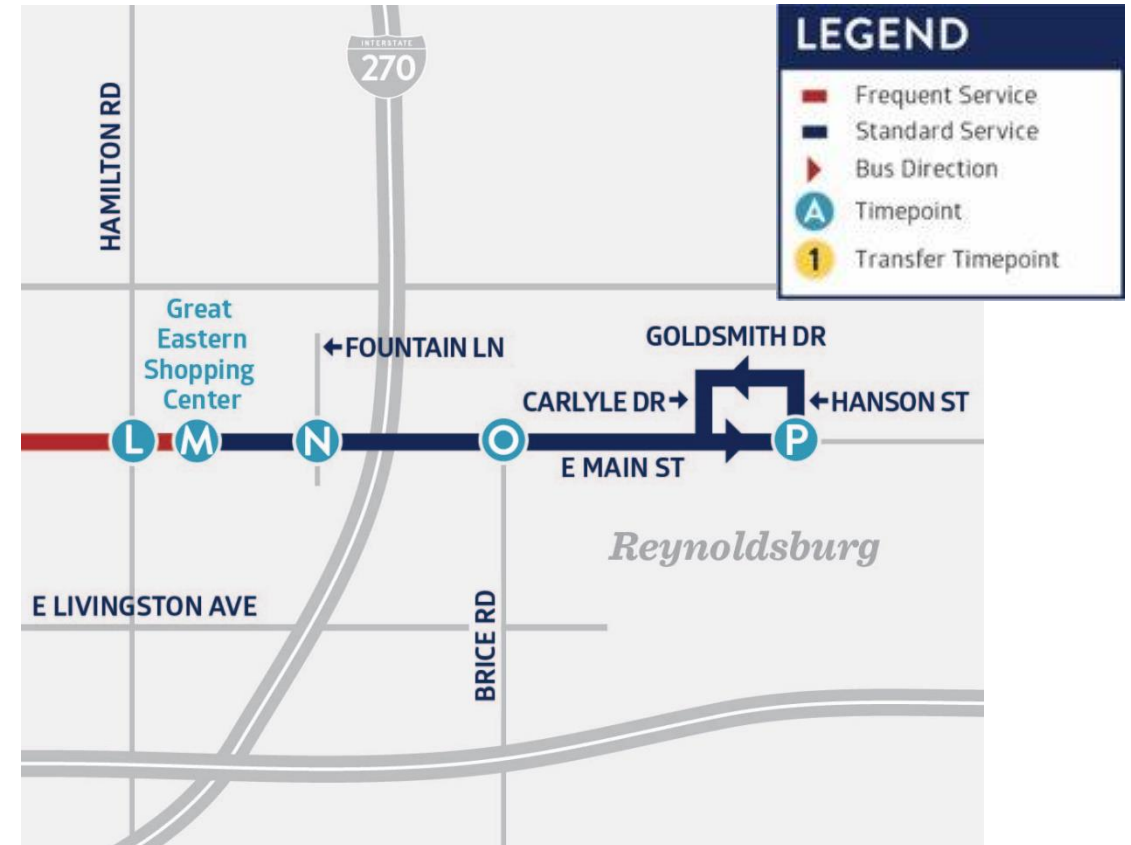 HAMILTON RD
INTERSTATE
270
LEGEND
Frequent Service
Standard Service
Bus Direction
A
Timepoint
1
Transfer Timepoint
Great
Eastern
Shopping
Center
←FOUNTAIN LN
GOLDSMITH DR
CARLYLE DR→
←HANSON ST
L
M
N
O
P
E MAIN ST
Reynoldsburg
E LIVINGSTON AVE
BRICE RD